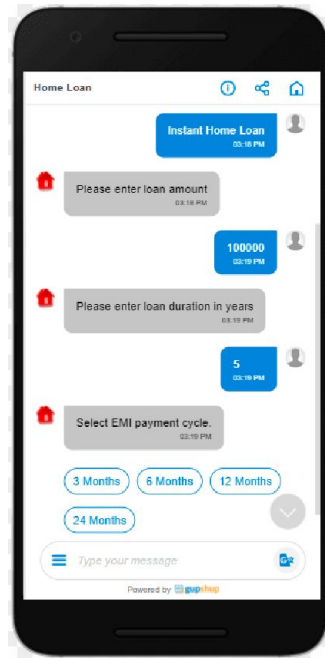 Home Loan
Instant Home Loan
03:18 PM
Please enter loan amount
03:18 PM
100000
03:19 PM
Please enter loan duration in years
03:19 PM
5
03:19 PM
Select EMI payment cycle.
03:19 PM
3 Months 6 Months 12 Months
24 Months
Type your message
Powered by gupshup